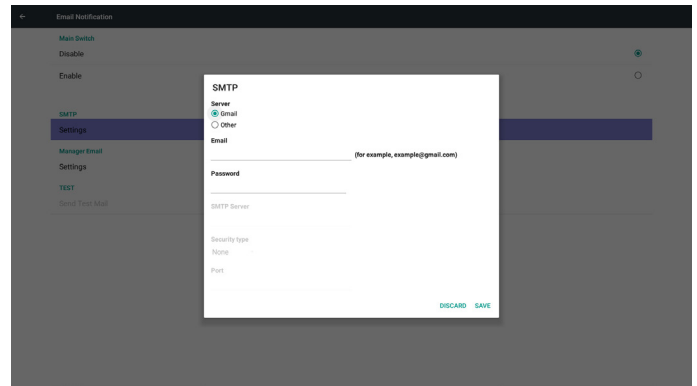 Email Notification
Main Switch
Disable
Enable
SMTP
Settings
Manager Email
Settings
TEST
Send Test Mail
SMTP
Server
Gmail
Other
Email
(for example, example@gmail.com)
Password
SMTP Server
Security type
None
Port
DISCARD SAVE